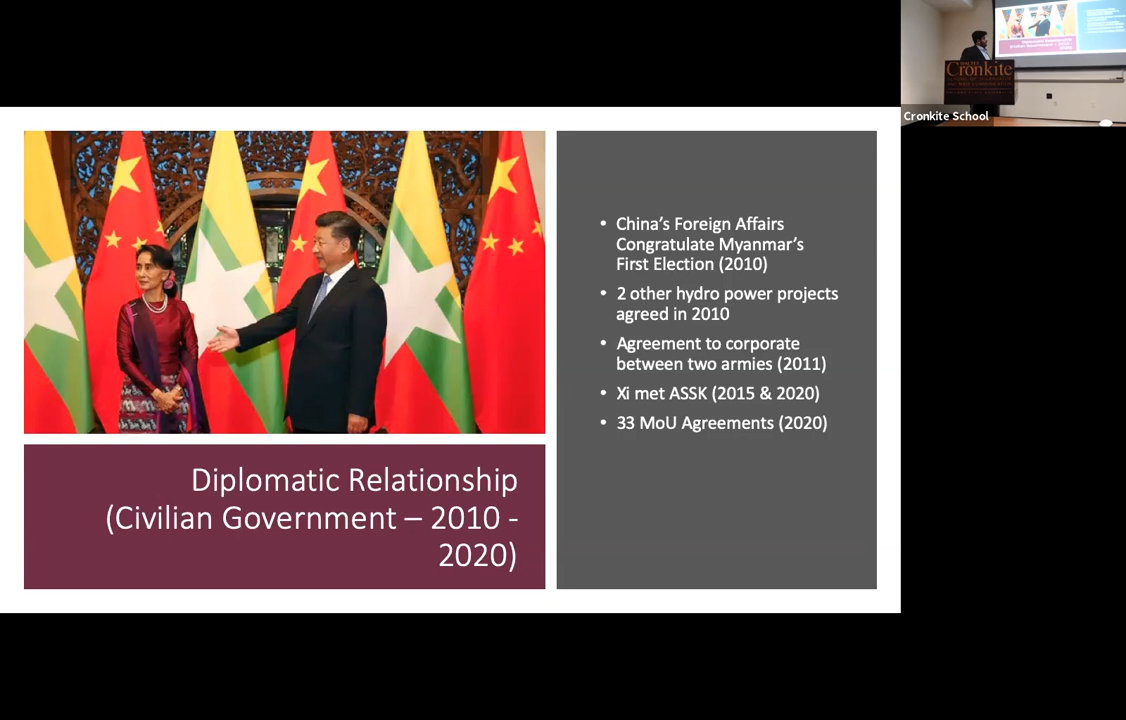 China's Foreign Affairs
Congratulate Myanmar's
First Election (2010)
2 other hydro power projects
agreed in 2010
Agreement to corporate
between two armies (2011)
Xi met ASSK (2015 & 2020)
33 MoU Agreements (2020)
Diplomatic Relationship
(Civilian Government – 2010 -
2020)
Cronkite
Cronkite School